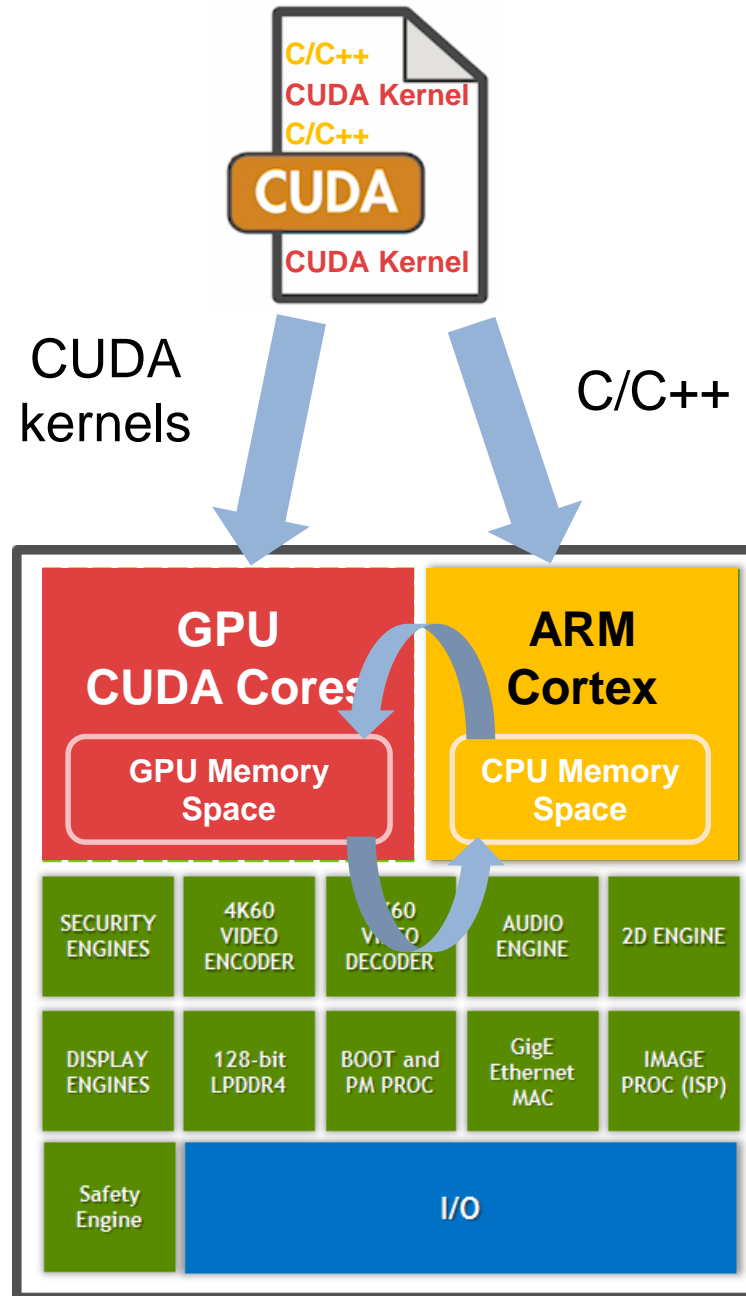 C/C++
CUDA Kernel
C/C++
CUDA
CUDA Kernel
CUDA
kernels
C/C++
GPU
CUDA Cores
ARM
Cortex
GPU Memory
Space
CPU Memory
Space
SECURITY
ENGINES
4K60
VIDEO
ENCODER
K60
VIDEO
DECODER
AUDIO
ENGINE
2D ENGINE
DISPLAY
ENGINES
128-bit
LPDDR4
BOOT and
PM PROC
GigE
Ethernet
MAC
IMAGE
PROC (ISP)
Safety
Engine
I/O